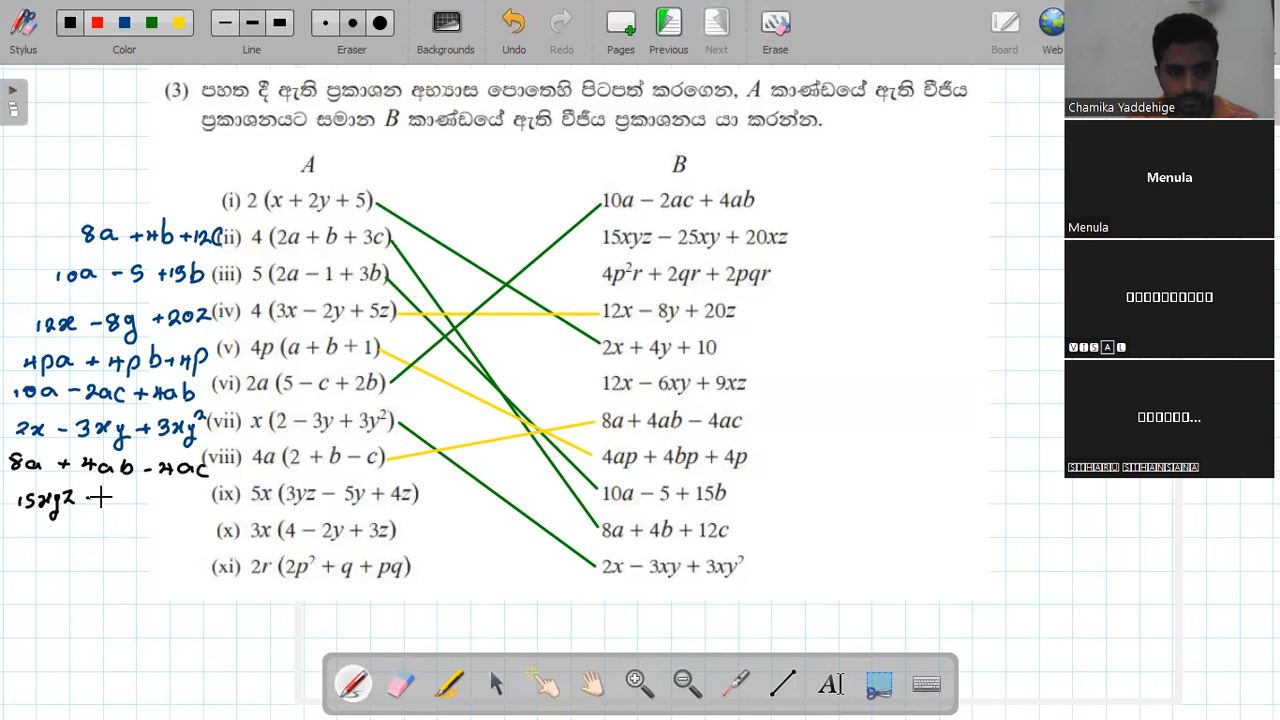 Stylus Color Line Eraser Backgrounds Undo Redo Pages Previous Next Erase Board Web
Chamika Yaddehige
Menula
Menula
V I S A L
S I T H A R U S I T H A N S A N A
(3) පහත දී ඇති ප්‍රකාශන අභ්‍යාස පොතෙහි පිටපත් කරගෙන, A කාණ්ඩයේ ඇති වීජිය
ප්‍රකාශනයට සමාන B කාණ්ඩයේ ඇති වීජිය ප්‍රකාශනය යා කරන්න.
A B
(i) 2 (x + 2y + 5) 10a − 2ac + 4ab
8a + 4b + 12c (ii) 4 (2a + b + 3c) 15xyz − 25xy + 20xz
10a − 5 + 15b (iii) 5 (2a − 1 + 3b) 4p²r + 2qr + 2pqr
12x − 8y + 20z (iv) 4 (3x − 2y + 5z) 12x − 8y + 20z
4pa + 4pb + 4p (v) 4p (a + b + 1) 2x + 4y + 10
10a − 2ac + 4ab (vi) 2a (5 − c + 2b) 12x − 6xy + 9xz
2x − 3xy + 3xy² (vii) x (2 − 3y + 3y²) 8a + 4ab − 4ac
8a + 4ab − 4ac (viii) 4a (2 + b − c) 4ap + 4bp + 4p
15xyz - (ix) 5x (3yz − 5y + 4z) 10a − 5 + 15b
(x) 3x (4 − 2y + 3z) 8a + 4b + 12c
(xi) 2r (2p² + q + pq) 2x − 3xy + 3xy²